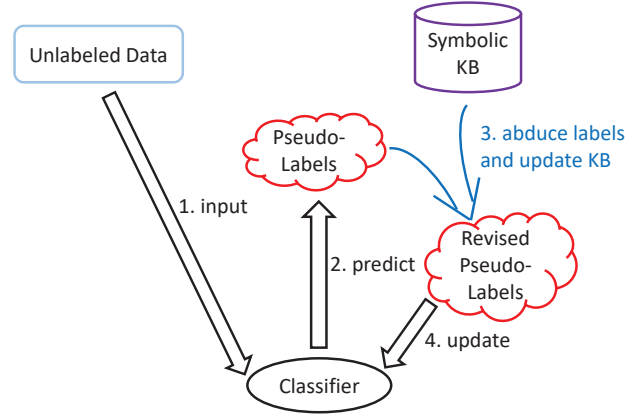 Unlabeled Data
Symbolic
KB
3. abduce labels
and update KB
Pseudo-
Labels
1. input
2. predict
Revised
Pseudo-
Labels
4. update
Classifier